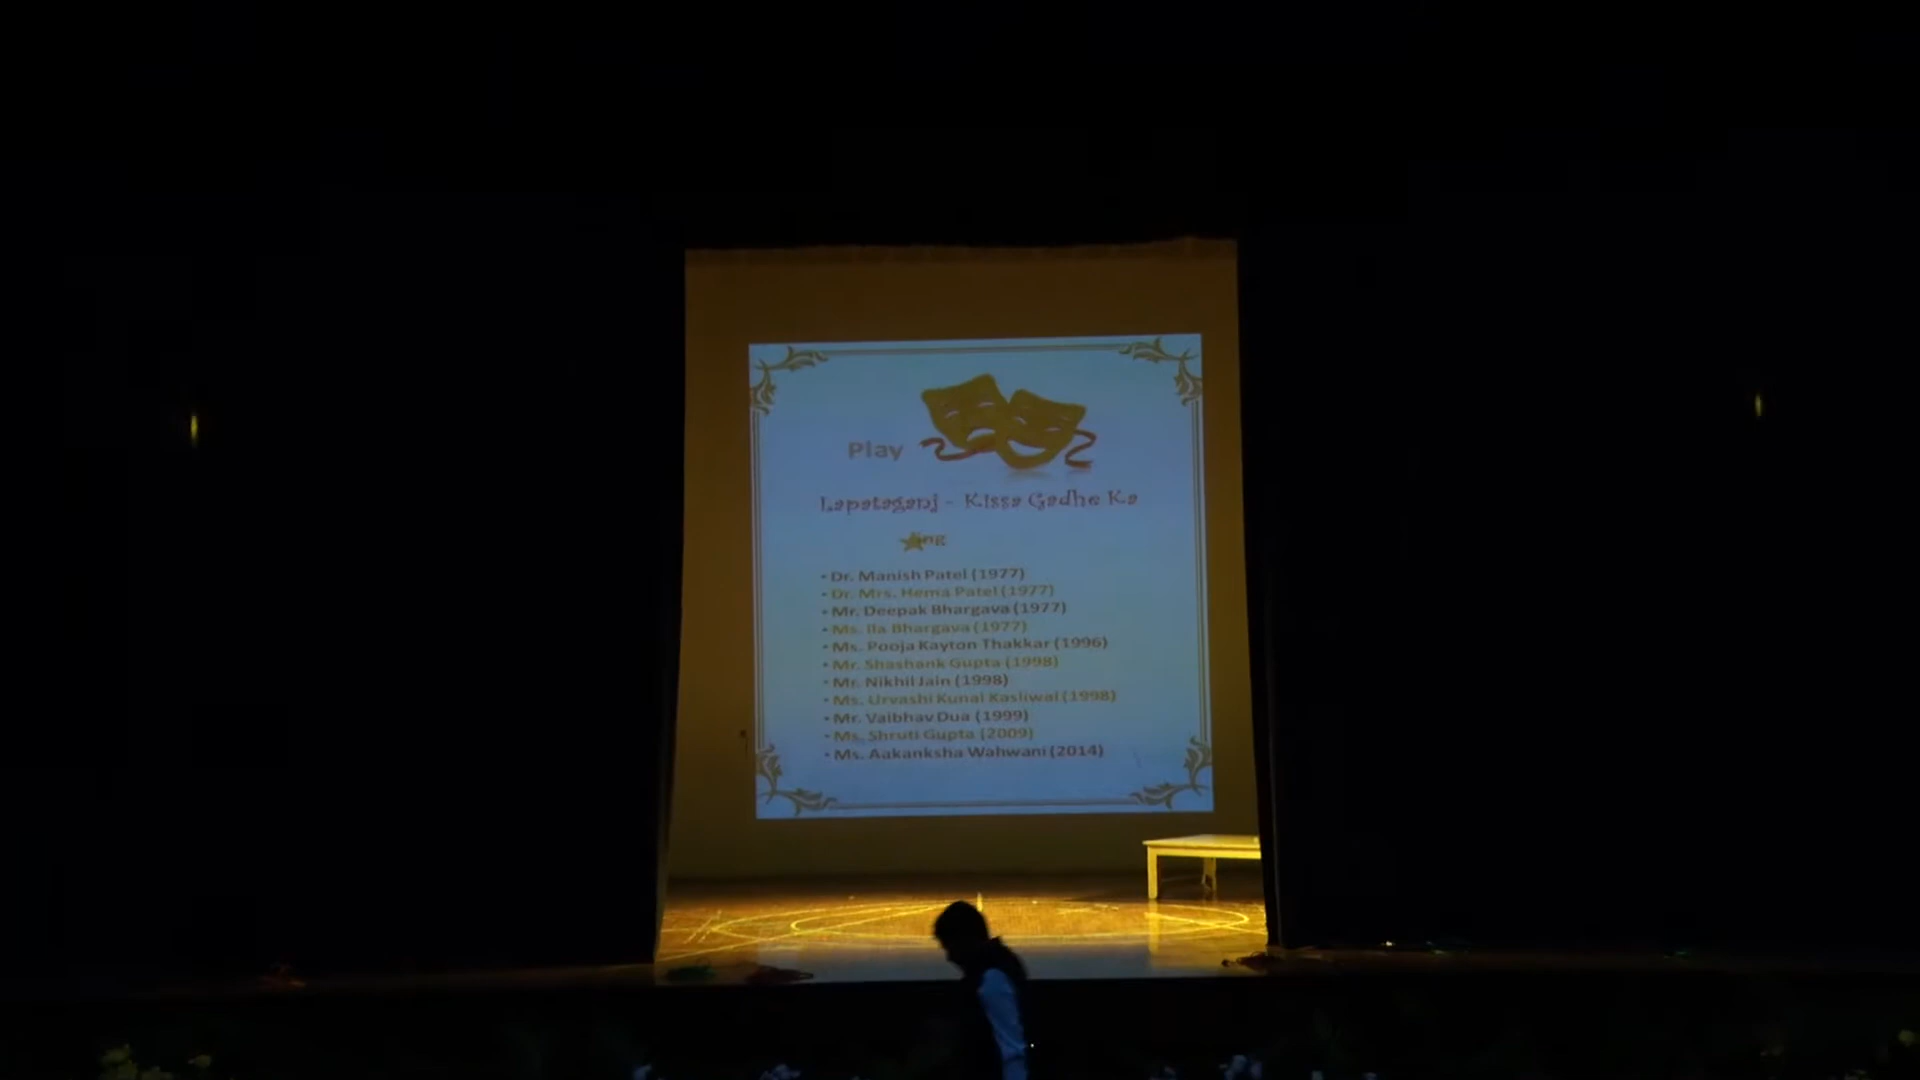 Play
Lapataganj - Kissa Gadhe Ka
ing
• Dr. Manish Patel (1977)
• Dr. Mrs. Hema Patel (1977)
• Mr. Deepak Bhargava (1977)
• Ms. Ila Bhargava (1977)
• Ms. Pooja Kayton Thakkar (1996)
• Mr. Shashank Gupta (1998)
• Mr. Nikhil Jain (1998)
• Ms. Urvashi Kunal Kasliwal (1998)
• Mr. Vaibhav Dua (1999)
• Ms. Shruti Gupta (2009)
• Ms. Aakanksha Wahwani (2014)